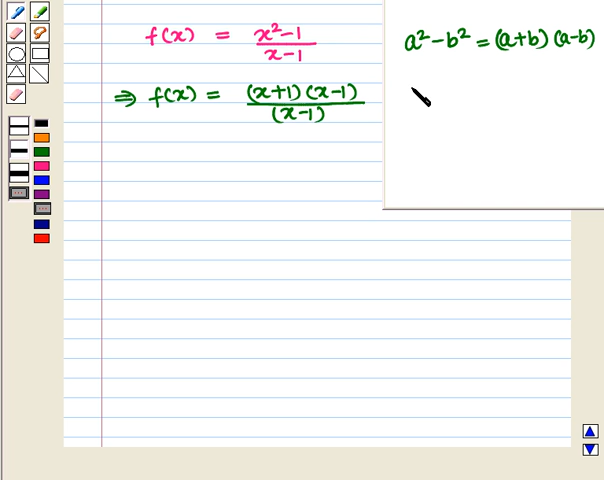 f(x) = x²-1 / x-1
a²-b² = (a+b) (a-b)
⇒ f(x) = (x+1) (x-1) / (x-1)